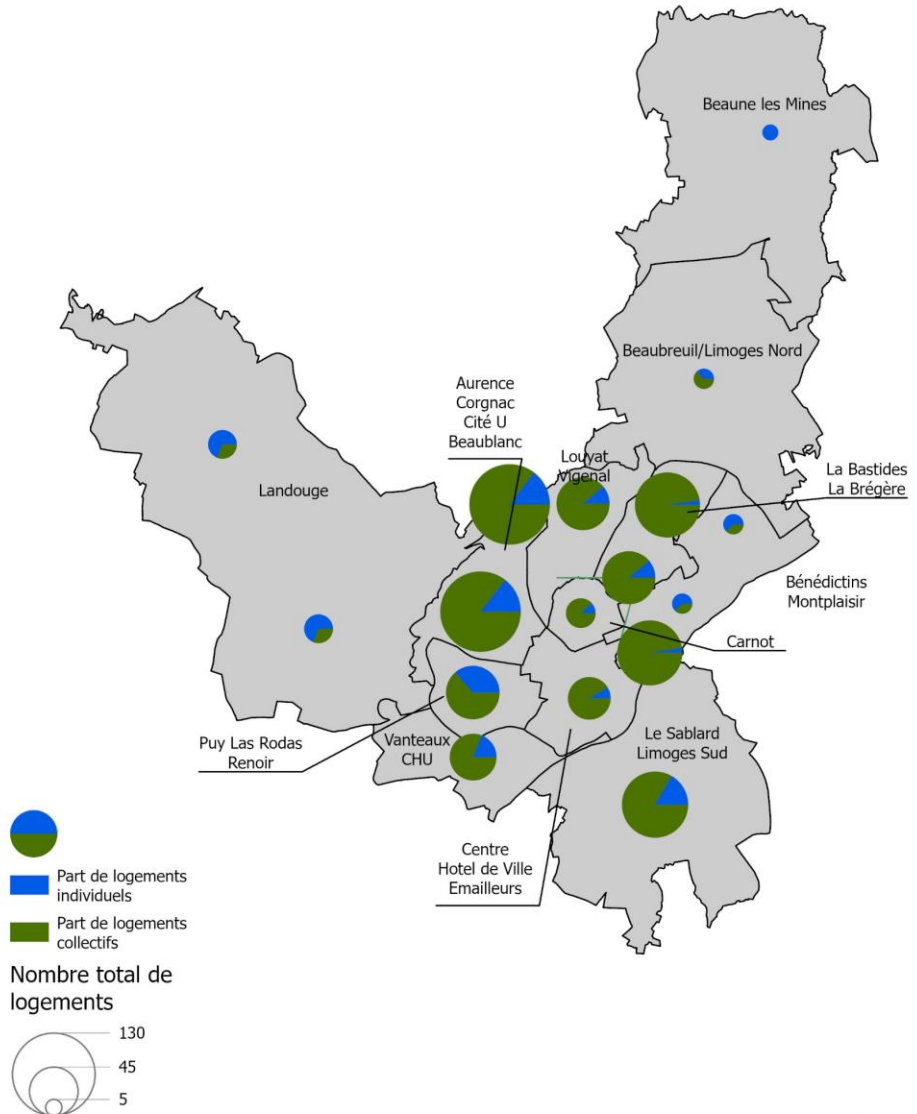 Beaune les Mines
Beaubreuil/Limoges Nord
Aurence
Corgnac
Cité U
Beaublanc
Louyat
Vigenal
La Bastides
La Brégère
Landouge
Bénédictins
Montplaisir
Carnot
Puy Las Rodas
Renoir
Vanteaux
CHU
Le Sablard
Limoges Sud
Centre
Hotel de Ville
Emailleurs
Part de logements
individuels
Part de logements
collectifs
Nombre total de
logements
130
45
5